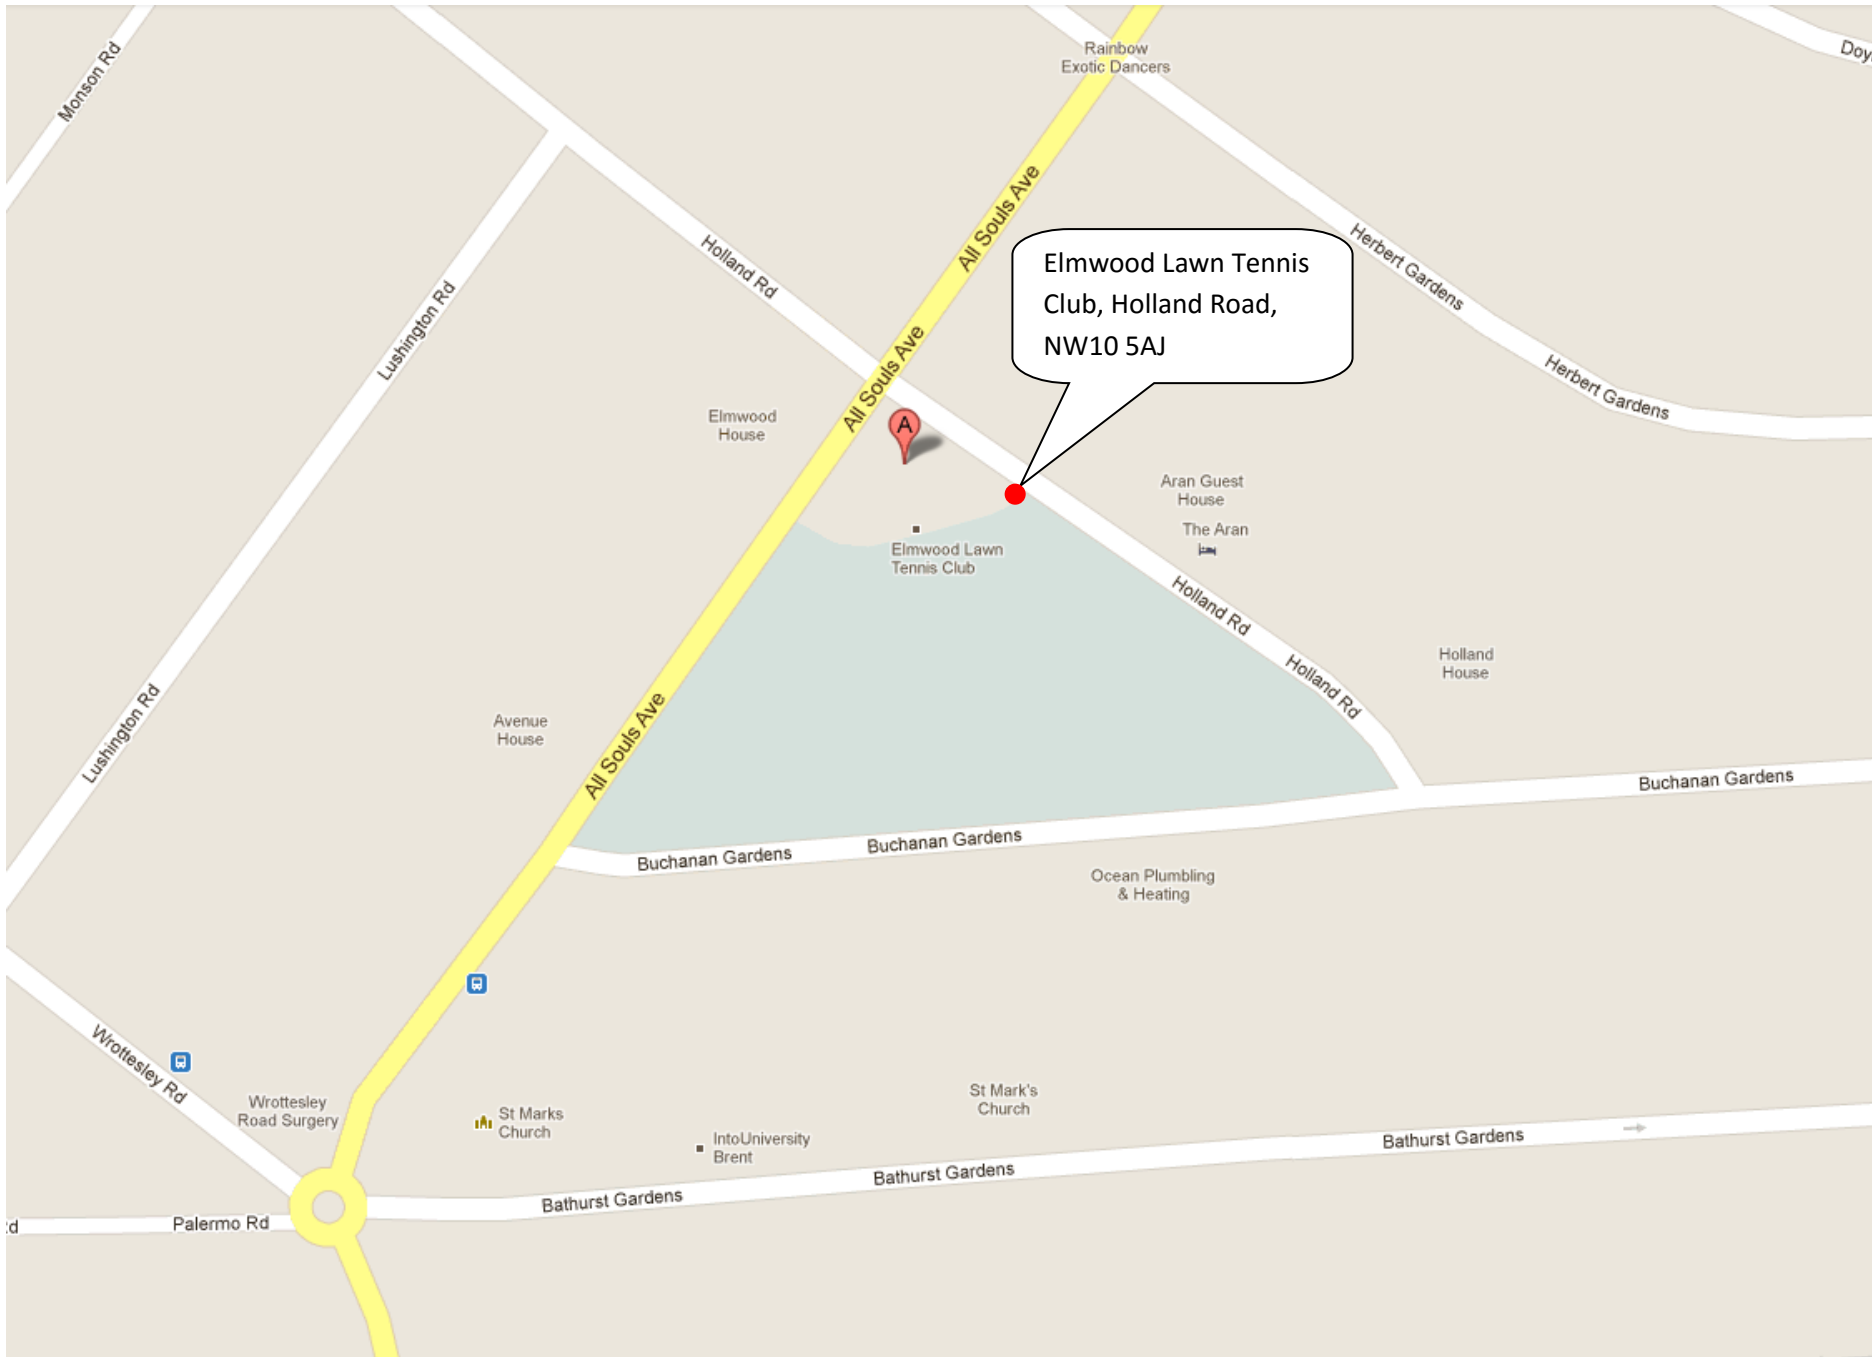 Rainbow
Exotic Dancers
Doy
Monson Rd
All Souls Ave
Herbert Gardens
Holland Rd
Elmwood Lawn Tennis
Club, Holland Road,
NW10 5AJ
Lushington Rd
All Souls Ave
Herbert Gardens
Elmwood
House
A
Aran Guest
House
The Aran
Elmwood Lawn
Tennis Club
Holland Rd
Holland
House
Holland Rd
Lushington Rd
Avenue
House
All Souls Ave
Buchanan Gardens
Buchanan Gardens
Buchanan Gardens
Ocean Plumbing
& Heating
Wrottesley Rd
Wrottesley
Road Surgery
St Marks
Church
St Mark's
Church
IntoUniversity
Brent
Bathurst Gardens
Bathurst Gardens
Bathurst Gardens
Palermo Rd